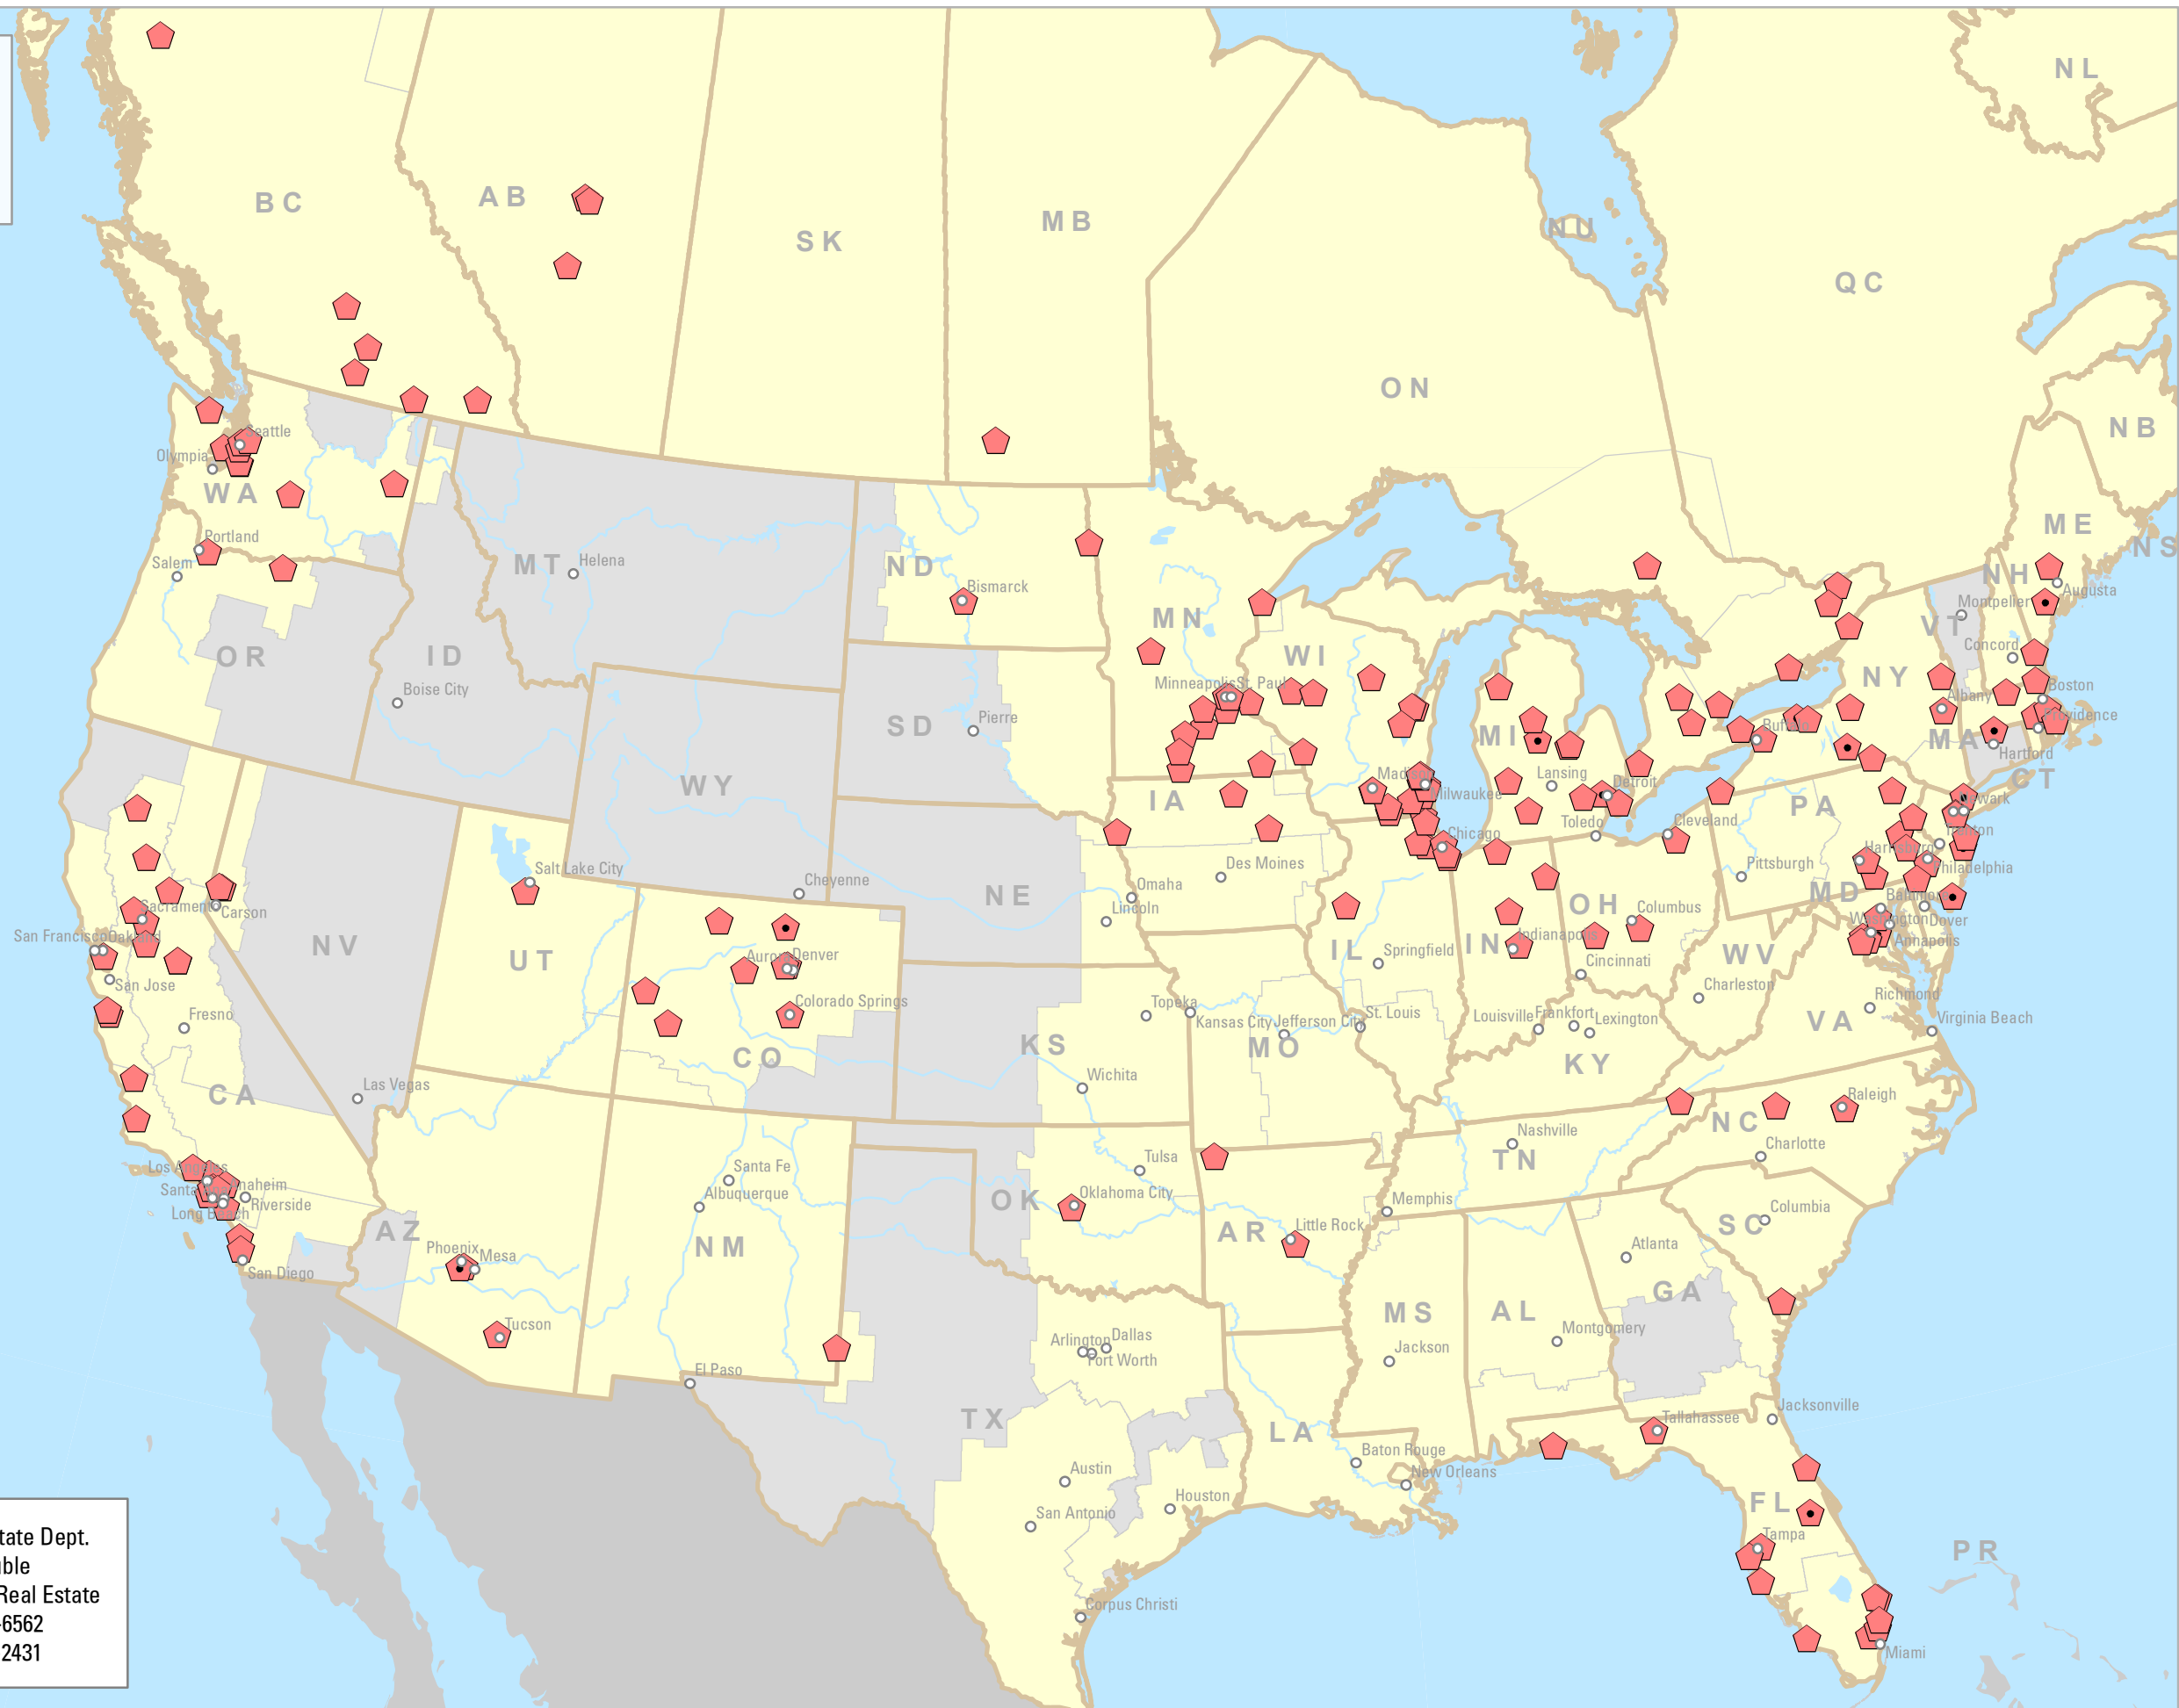 NL
BC
AB
SK
MB
NU
QC
ON
NB
Seattle
Olympia
WA
ME
NS
Portland
Salem
MT
Helena
ND
Bismarck
MN
NH
Augusta
Montpelier
VT
Concord
OR
ID
WI
NY
Boise City
Minneapolis
St. Paul
Albany
Boston
Providence
SD
Pierre
MI
Buffalo
MA
Hartford
CT
WY
IA
Madison
Milwaukee
Lansing
Detroit
PA
Newark
Toledo
Cleveland
Trenton
Chicago
Harrisburg
Philadelphia
Salt Lake City
Cheyenne
NE
Des Moines
Omaha
Lincoln
Pittsburgh
MD
Baltimore
Sacramento
Carson
OH
Columbus
Washington
Dover
Annapolis
San Francisco
Oakland
NV
UT
Aurora
Denver
IL
Springfield
IN
Indianapolis
Cincinnati
WV
San Jose
Charleston
Fresno
Colorado Springs
Topeka
Kansas City
Jefferson City
St. Louis
Louisville
Frankfort
Lexington
Richmond
VA
Virginia Beach
CO
KS
MO
KY
Las Vegas
CA
Wichita
Raleigh
NC
Nashville
Charlotte
TN
Los Angeles
Santa Fe
Tulsa
Santa
Anaheim
Riverside
Long Beach
Albuquerque
OK
Oklahoma City
Memphis
SC
Columbia
AZ
NM
AR
Little Rock
Phoenix
Mesa
Atlanta
San Diego
GA
MS
AL
Tucson
Arlington
Dallas
Fort Worth
Jackson
Montgomery
El Paso
TX
LA
Tallahassee
Jacksonville
Baton Rouge
New Orleans
Austin
Houston
San Antonio
FL
Tampa
PR
Corpus Christi
Miami
tate Dept.
ble
Real Estate
6562
2431